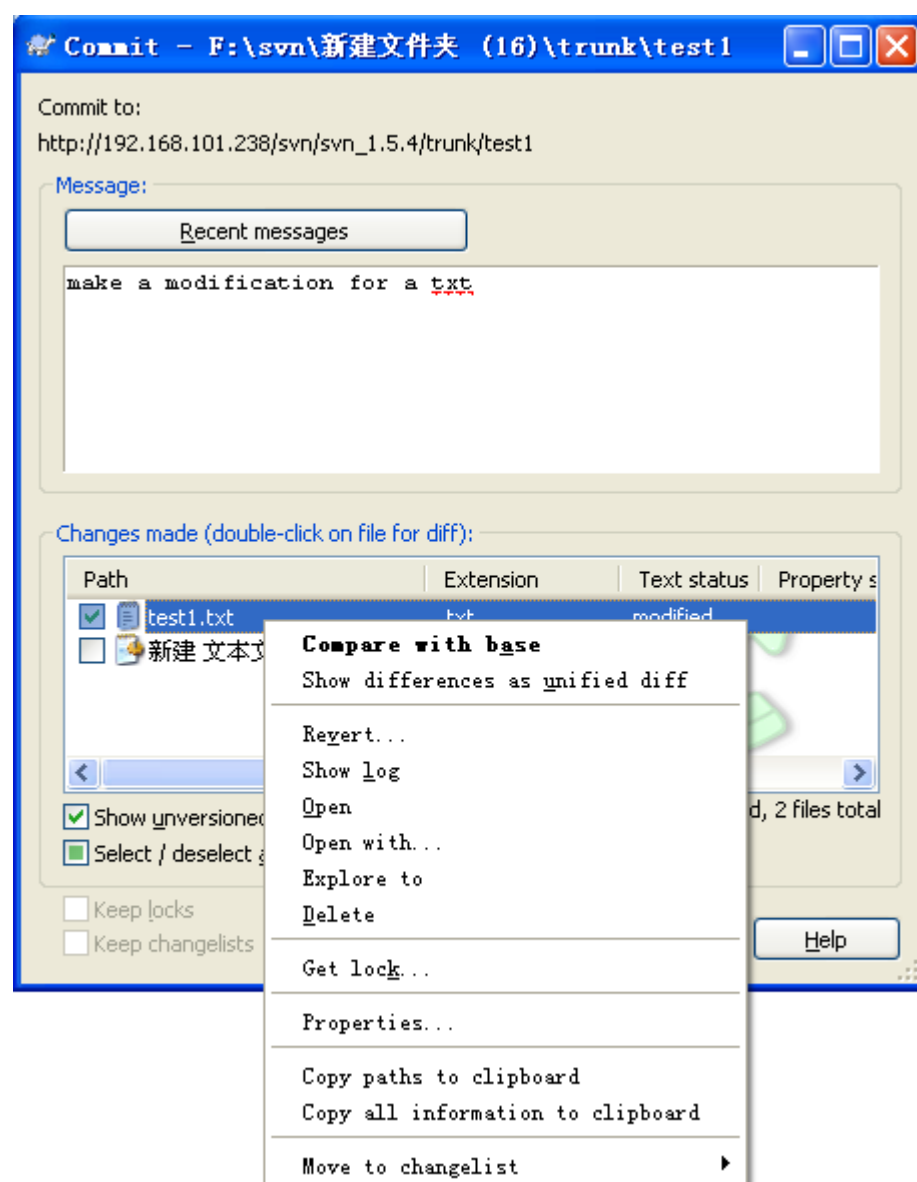 Commit - F:\svn\新建文件夹 (16)\trunk\test1
Commit to:
http://192.168.101.238/svn/svn_1.5.4/trunk/test1
Message:
Recent messages
make a modification for a txt
Changes made (double-click on file for diff):
Path Extension Text status Property s
test1.txt .txt modified
新建 文本文
Compare with base
Show differences as unified diff
Revert...
Show log
Open
Open with...
Explore to
Delete
Get lock...
Properties...
Copy paths to clipboard
Copy all information to clipboard
Move to changelist
Show unversioned
d, 2 files total
Select / deselect a
Keep locks
Keep changelists
Help